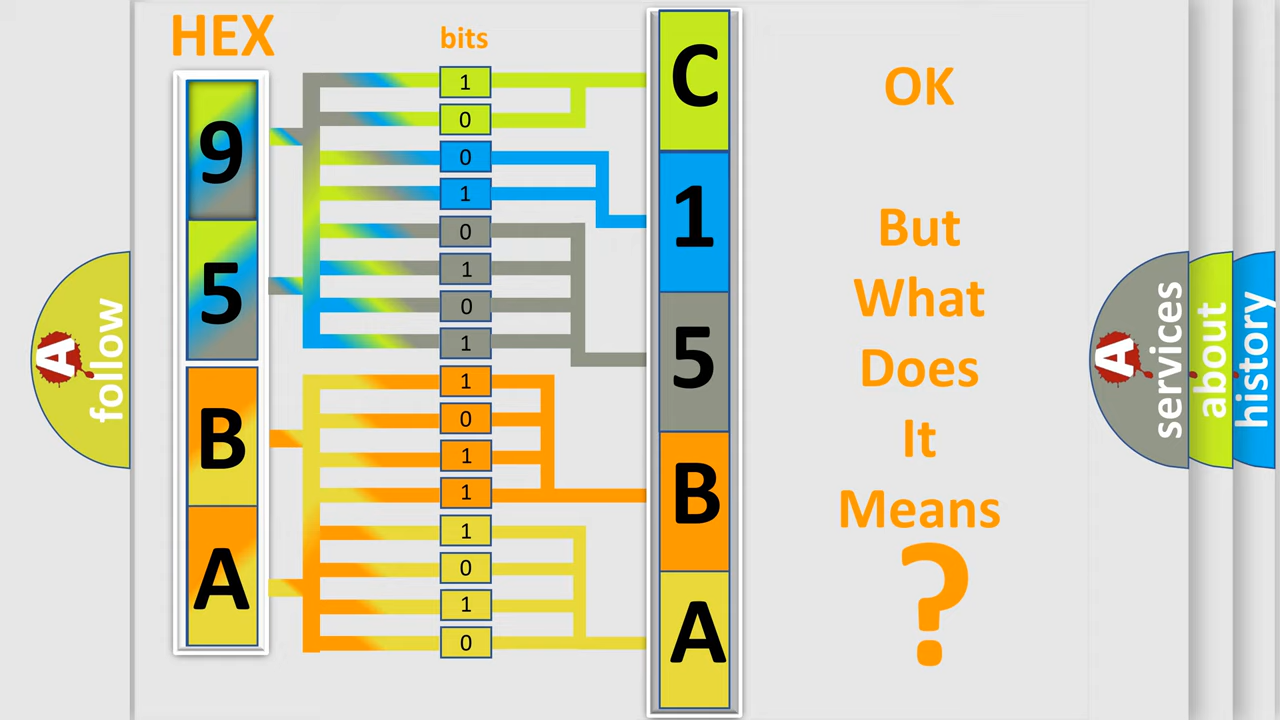 HEX
bits
9
5
B
A
1
0
0
1
0
1
0
1
1
0
1
1
1
0
1
0
C
1
5
B
A
OK
But
What
Does
It
Means
?
A
follow
A
services
about
history